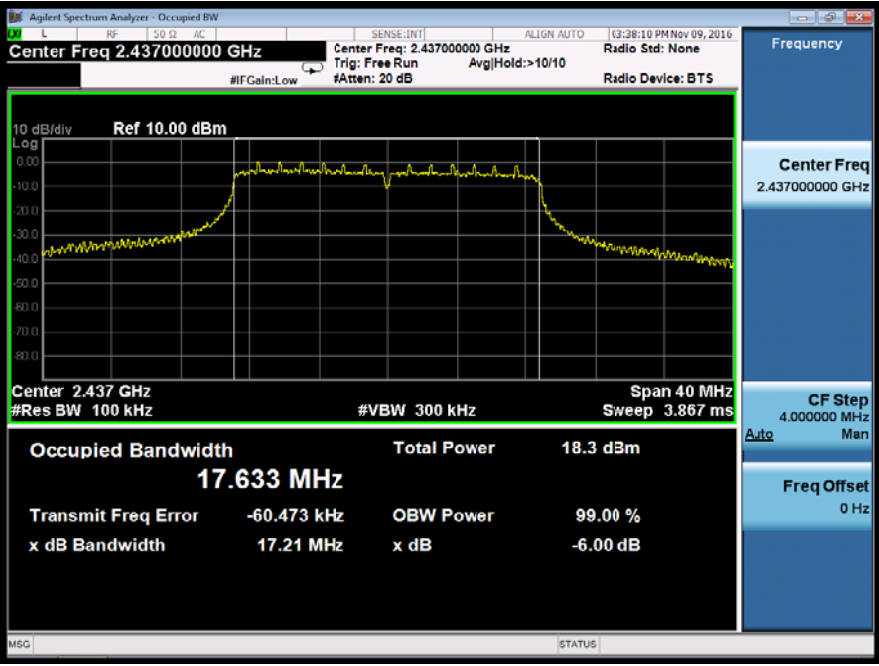 Agilent Spectrum Analyzer - Occupied BW
LXI L RF 50 Ω AC SENSE:INT ALIGN AUTO 03:38:10 PM Nov 09, 2016
Center Freq 2.437000000 GHz
Center Freq: 2.437000000 GHz
Radio Std: None
Trig: Free Run Avg|Hold:>10/10
#IFGain:Low
#Atten: 20 dB
Radio Device: BTS
10 dB/div Ref 10.00 dBm
Log
0.00
-10.0
-20.0
-30.0
-40.0
-50.0
-60.0
-70.0
-80.0
Center 2.437 GHz Span 40 MHz
#Res BW 100 kHz #VBW 300 kHz Sweep 3.867 ms
Occupied Bandwidth Total Power 18.3 dBm
17.633 MHz
Transmit Freq Error -60.473 kHz OBW Power 99.00 %
x dB Bandwidth 17.21 MHz x dB -6.00 dB
MSG STATUS
Frequency
Center Freq
2.437000000 GHz
CF Step
4.000000 MHz
Auto Man
Freq Offset
0 Hz